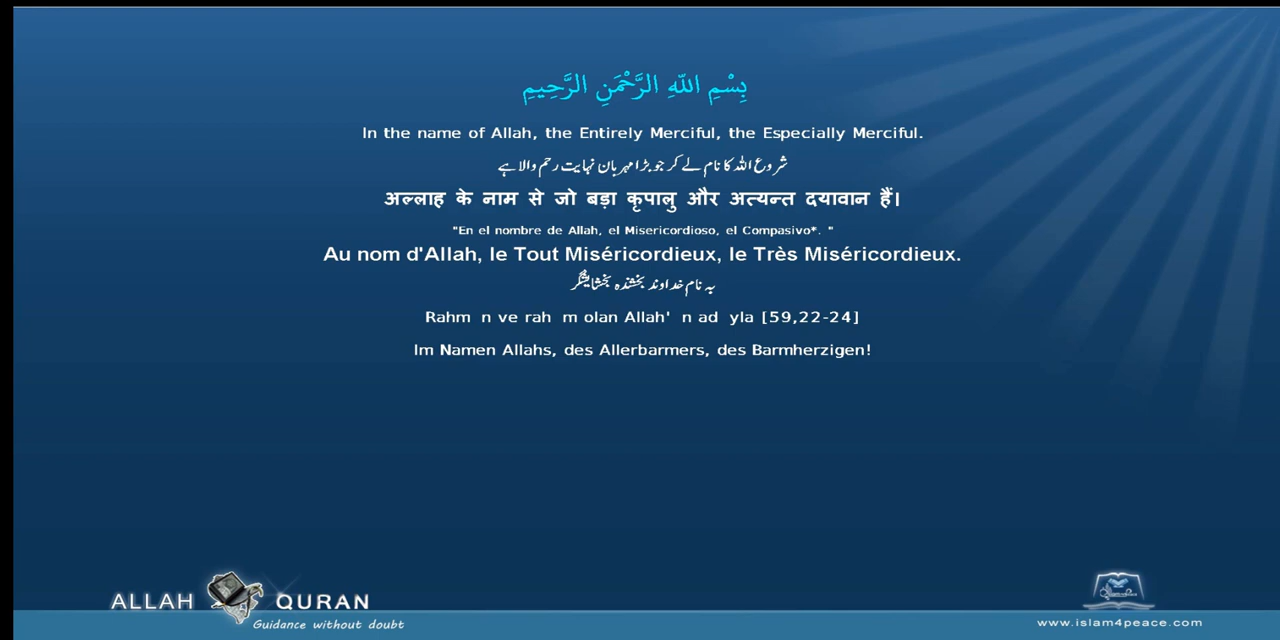 بِسْمِ اللّهِ الرَّحْمَنِ الرَّحِيمِ
In the name of Allah, the Entirely Merciful, the Especially Merciful.
شروع الله کا نام لے کر جو بڑا مہربان نہایت رحم والا ہے
अल्लाह के नाम से जो बड़ा कृपालु और अत्यन्त दयावान हैं।
"En el nombre de Allah, el Misericordioso, el Compasivo*. "
Au nom d'Allah, le Tout Miséricordieux, le Très Miséricordieux.
به نام خداوند بخشنده بخشایشگر
Rahm n ve rah m olan Allah' n ad yla [59,22-24]
Im Namen Allahs, des Allerbarmers, des Barmherzigen!
ALLAH QURAN
Guidance without doubt
www.islam4peace.com